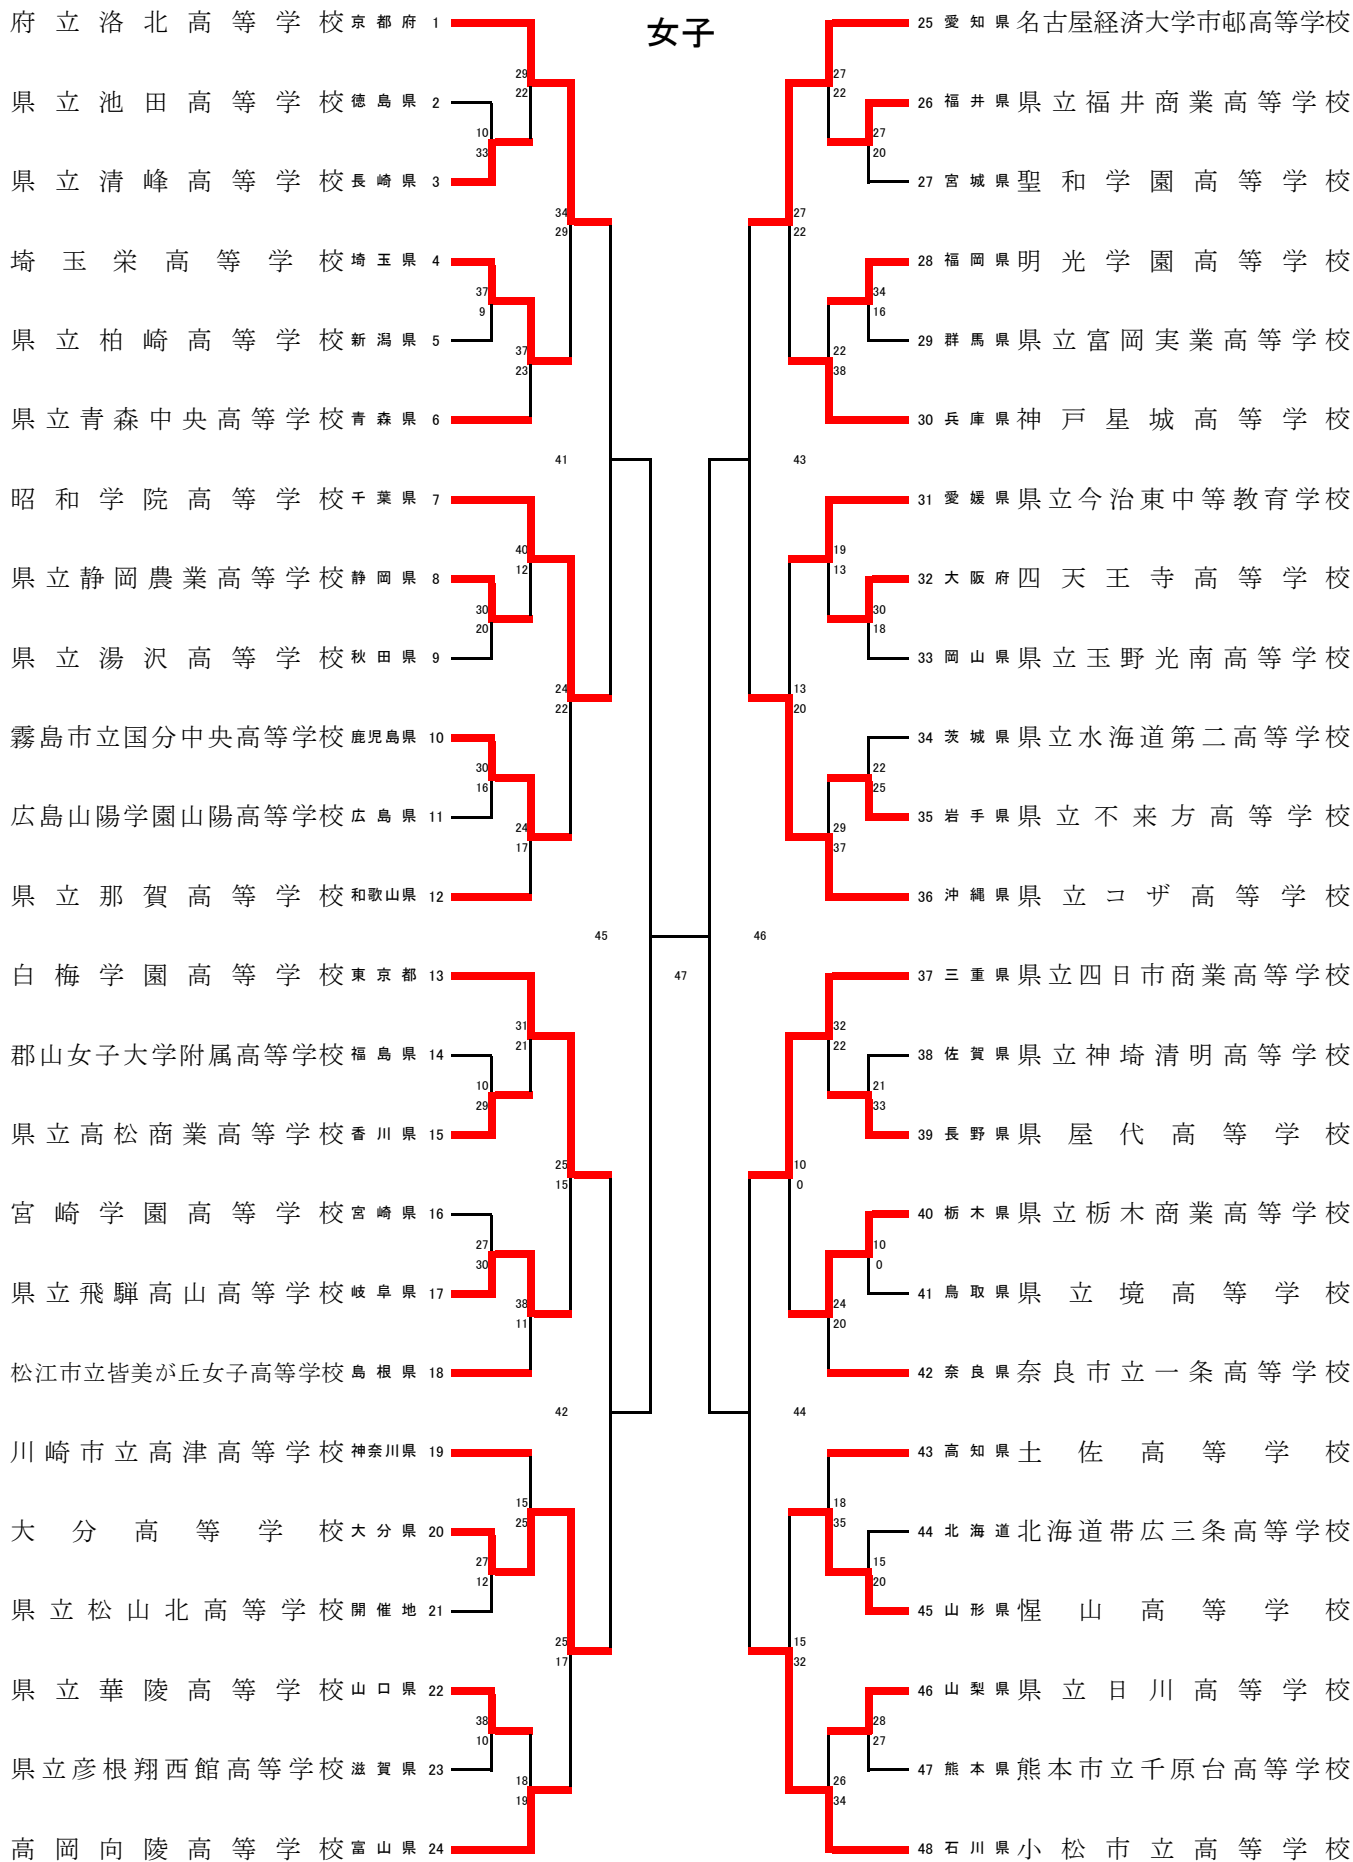 女子
府立洛北高等学校 京都府 1
29
22
県立池田高等学校 徳島県 2
10
33
県立清峰高等学校 長崎県 3
34
29
埼玉栄高等学校 埼玉県 4
37
9
県立柏崎高等学校 新潟県 5
37
23
県立青森中央高等学校 青森県 6
41
昭和学院高等学校 千葉県 7
40
12
県立静岡農業高等学校 静岡県 8
30
20
県立湯沢高等学校 秋田県 9
24
22
霧島市立国分中央高等学校 鹿児島県 10
30
16
広島山陽学園山陽高等学校 広島県 11
24
17
県立那賀高等学校 和歌山県 12
45
白梅学園高等学校 東京都 13
31
21
郡山女子大学附属高等学校 福島県 14
10
29
県立高松商業高等学校 香川県 15
25
15
宮崎学園高等学校 宮崎県 16
27
30
県立飛騨高山高等学校 岐阜県 17
38
11
松江市立皆美が丘女子高等学校 島根県 18
42
川崎市立高津高等学校 神奈川県 19
15
25
大分高等学校 大分県 20
27
12
県立松山北高等学校 開催地 21
25
17
県立華陵高等学校 山口県 22
38
10
県立彦根翔西館高等学校 滋賀県 23
18
19
高岡向陵高等学校 富山県 24
47
25 愛知県 名古屋経済大学市邨高等学校
27
22
26 福井県 県立福井商業高等学校
27
20
27 宮城県 聖和学園高等学校
27
22
28 福岡県 明光学園高等学校
34
16
29 群馬県 県立富岡実業高等学校
22
38
30 兵庫県 神戸星城高等学校
43
31 愛媛県 県立今治東中等教育学校
19
13
32 大阪府 四天王寺高等学校
30
18
33 岡山県 県立玉野光南高等学校
13
20
34 茨城県 県立水海道第二高等学校
22
25
35 岩手県 県立不来方高等学校
29
37
36 沖縄県 県立コザ高等学校
46
37 三重県 県立四日市商業高等学校
32
22
38 佐賀県 県立神埼清明高等学校
21
33
39 長野県 県屋代高等学校
10
0
40 栃木県 県立栃木商業高等学校
10
0
41 鳥取県 県立境高等学校
24
20
42 奈良県 奈良市立一条高等学校
44
43 高知県 土佐高等学校
18
35
44 北海道 北海道帯広三条高等学校
15
20
45 山形県 惺山高等学校
15
32
46 山梨県 県立日川高等学校
28
27
47 熊本県 熊本市立千原台高等学校
26
34
48 石川県 小松市立高等学校